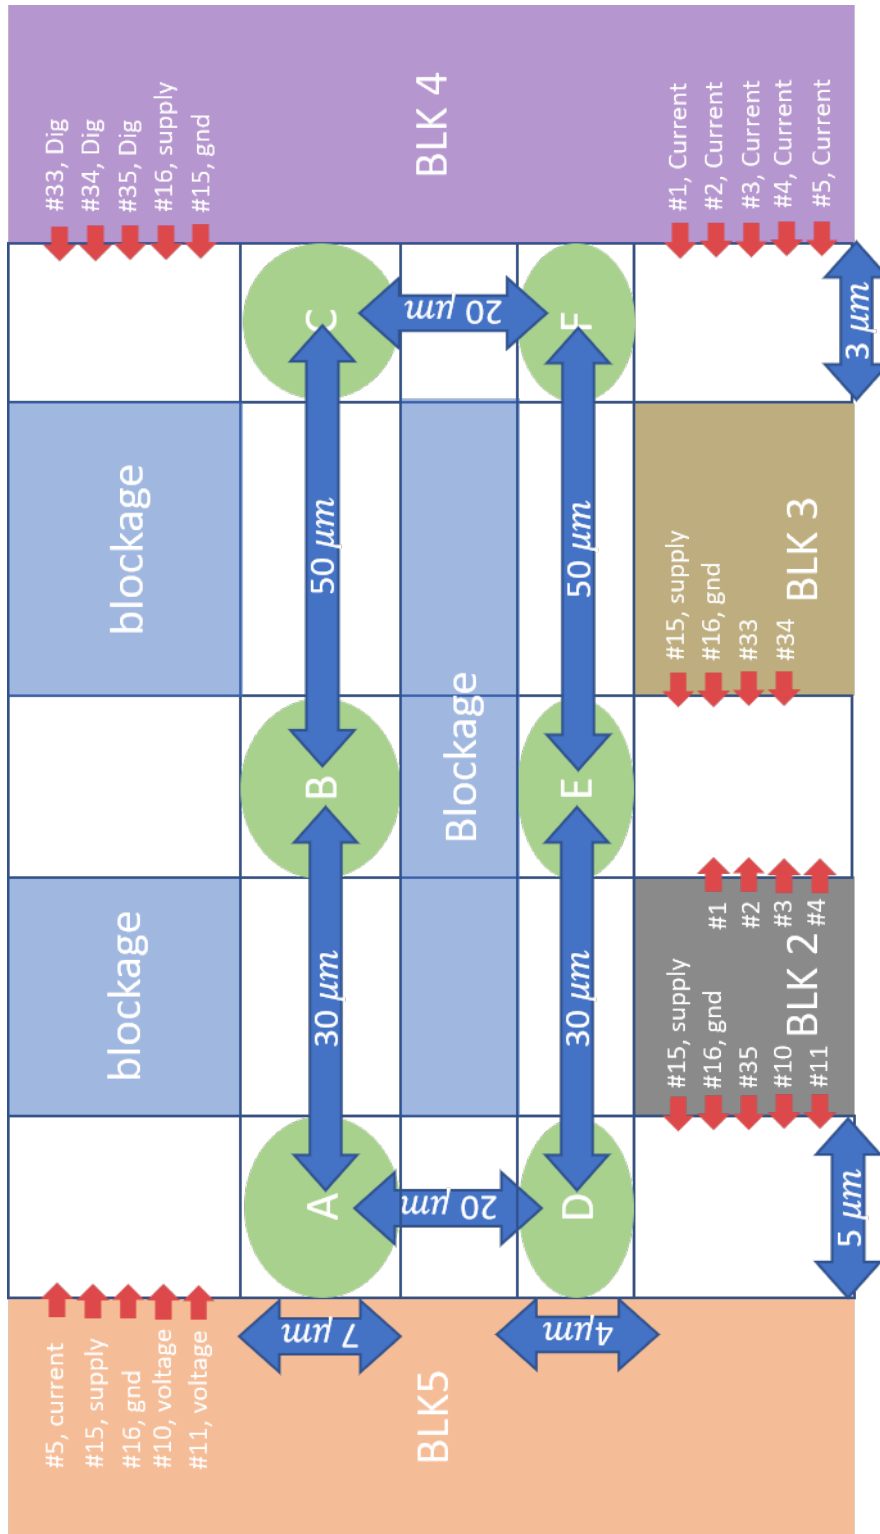 #5, current
#15, supply
#16, gnd
#10, voltage
#11, voltage
BLK5
7 μm
4μm
blockage
blockage
#33, Dig
#34, Dig
#35, Dig
#16, supply
#15, gnd
BLK 4
A
30 μm
B
50 μm
C
20 μm
Blockage
20 μm
D
30 μm
E
50 μm
F
#15, supply
#16, gnd
#35
#10
#11
#1
#2
#3
#4
BLK 2
#15, supply
#16, gnd
#33
#34
BLK 3
#1, Current
#2, Current
#3, Current
#4, Current
#5, Current
5 μm
3 μm